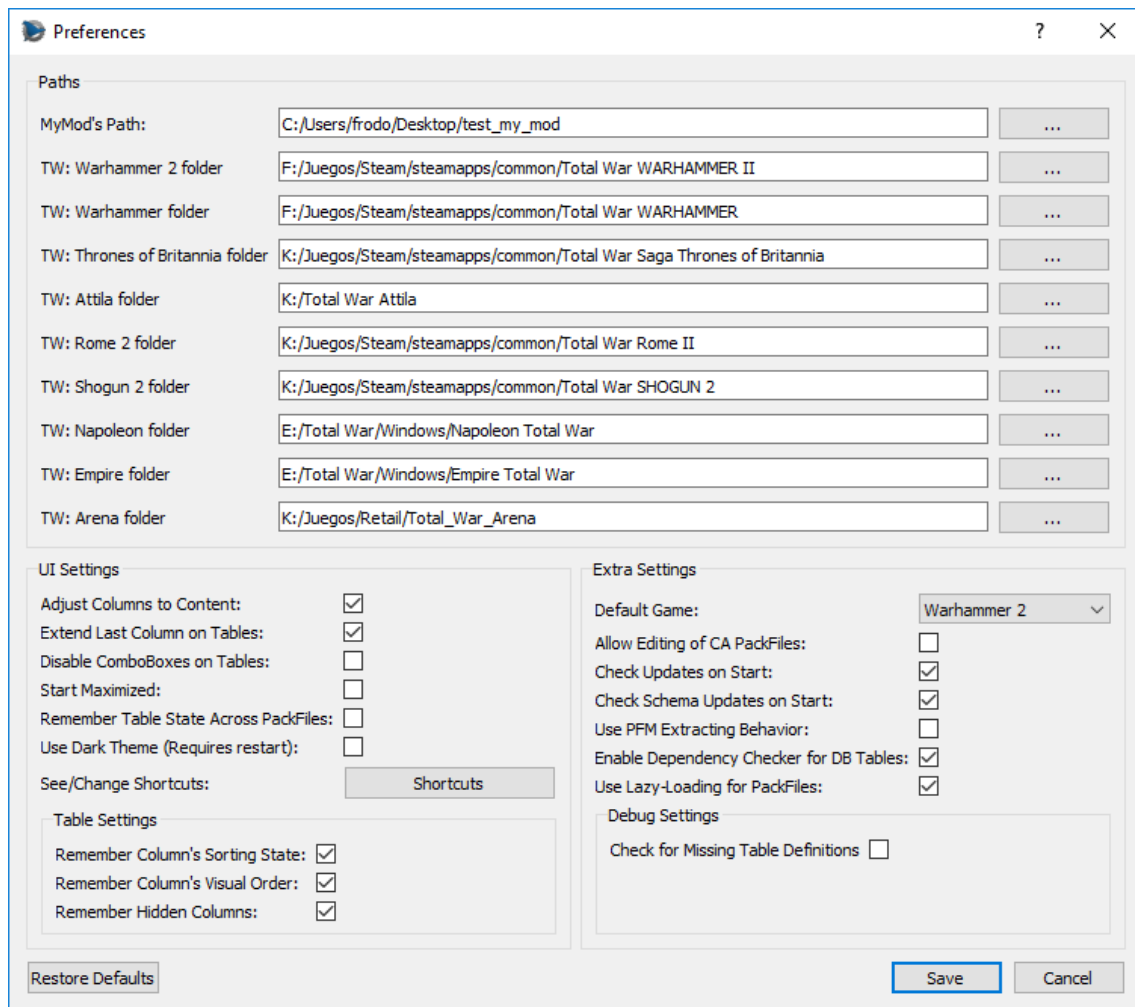 Preferences
?
Paths
MyMod's Path: C:/Users/frodo/Desktop/test_my_mod ...
TW: Warhammer 2 folder F:/Juegos/Steam/steamapps/common/Total War WARHAMMER II ...
TW: Warhammer folder F:/Juegos/Steam/steamapps/common/Total War WARHAMMER ...
TW: Thrones of Britannia folder K:/Juegos/Steam/steamapps/common/Total War Saga Thrones of Britannia ...
TW: Attila folder K:/Total War Attila ...
TW: Rome 2 folder K:/Juegos/Steam/steamapps/common/Total War Rome II ...
TW: Shogun 2 folder K:/Juegos/Steam/steamapps/common/Total War SHOGUN 2 ...
TW: Napoleon folder E:/Total War/Windows/Napoleon Total War ...
TW: Empire folder E:/Total War/Windows/Empire Total War ...
TW: Arena folder K:/Juegos/Retail/Total_War_Arena ...
UI Settings
Adjust Columns to Content:
Extend Last Column on Tables:
Disable ComboBoxes on Tables:
Start Maximized:
Remember Table State Across PackFiles:
Use Dark Theme (Requires restart):
See/Change Shortcuts: Shortcuts
Table Settings
Remember Column's Sorting State:
Remember Column's Visual Order:
Remember Hidden Columns:
Extra Settings
Default Game: Warhammer 2
Allow Editing of CA PackFiles:
Check Updates on Start:
Check Schema Updates on Start:
Use PFM Extracting Behavior:
Enable Dependency Checker for DB Tables:
Use Lazy-Loading for PackFiles:
Debug Settings
Check for Missing Table Definitions
Restore Defaults Save Cancel